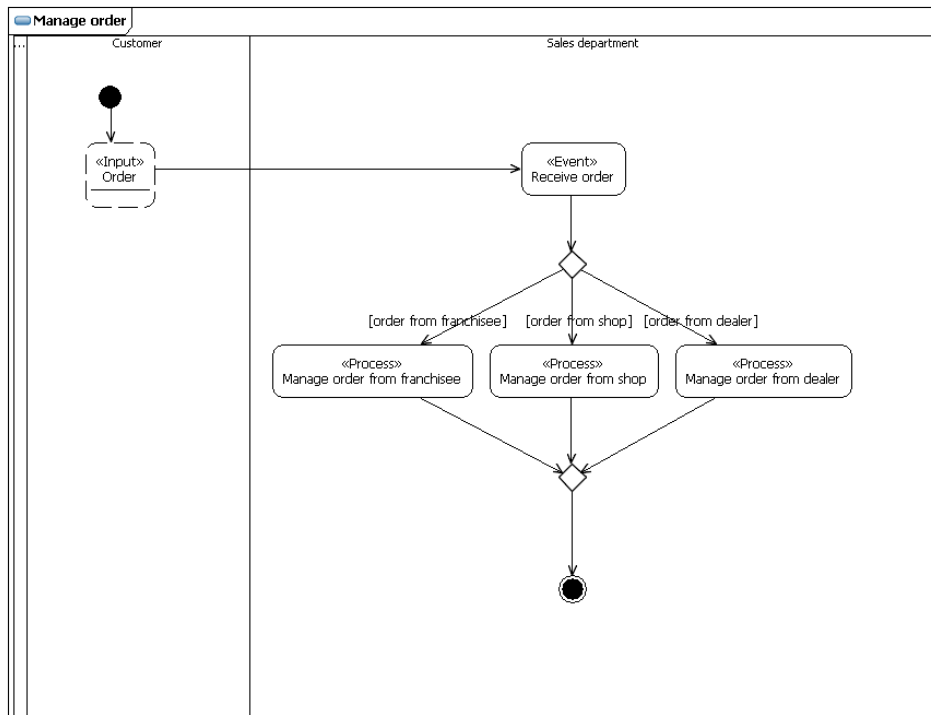 Manage order
...
Customer
Sales department
«Input»
Order
«Event»
Receive order
[order from franchisee]
[order from shop]
[order from dealer]
«Process»
Manage order from franchisee
«Process»
Manage order from shop
«Process»
Manage order from dealer